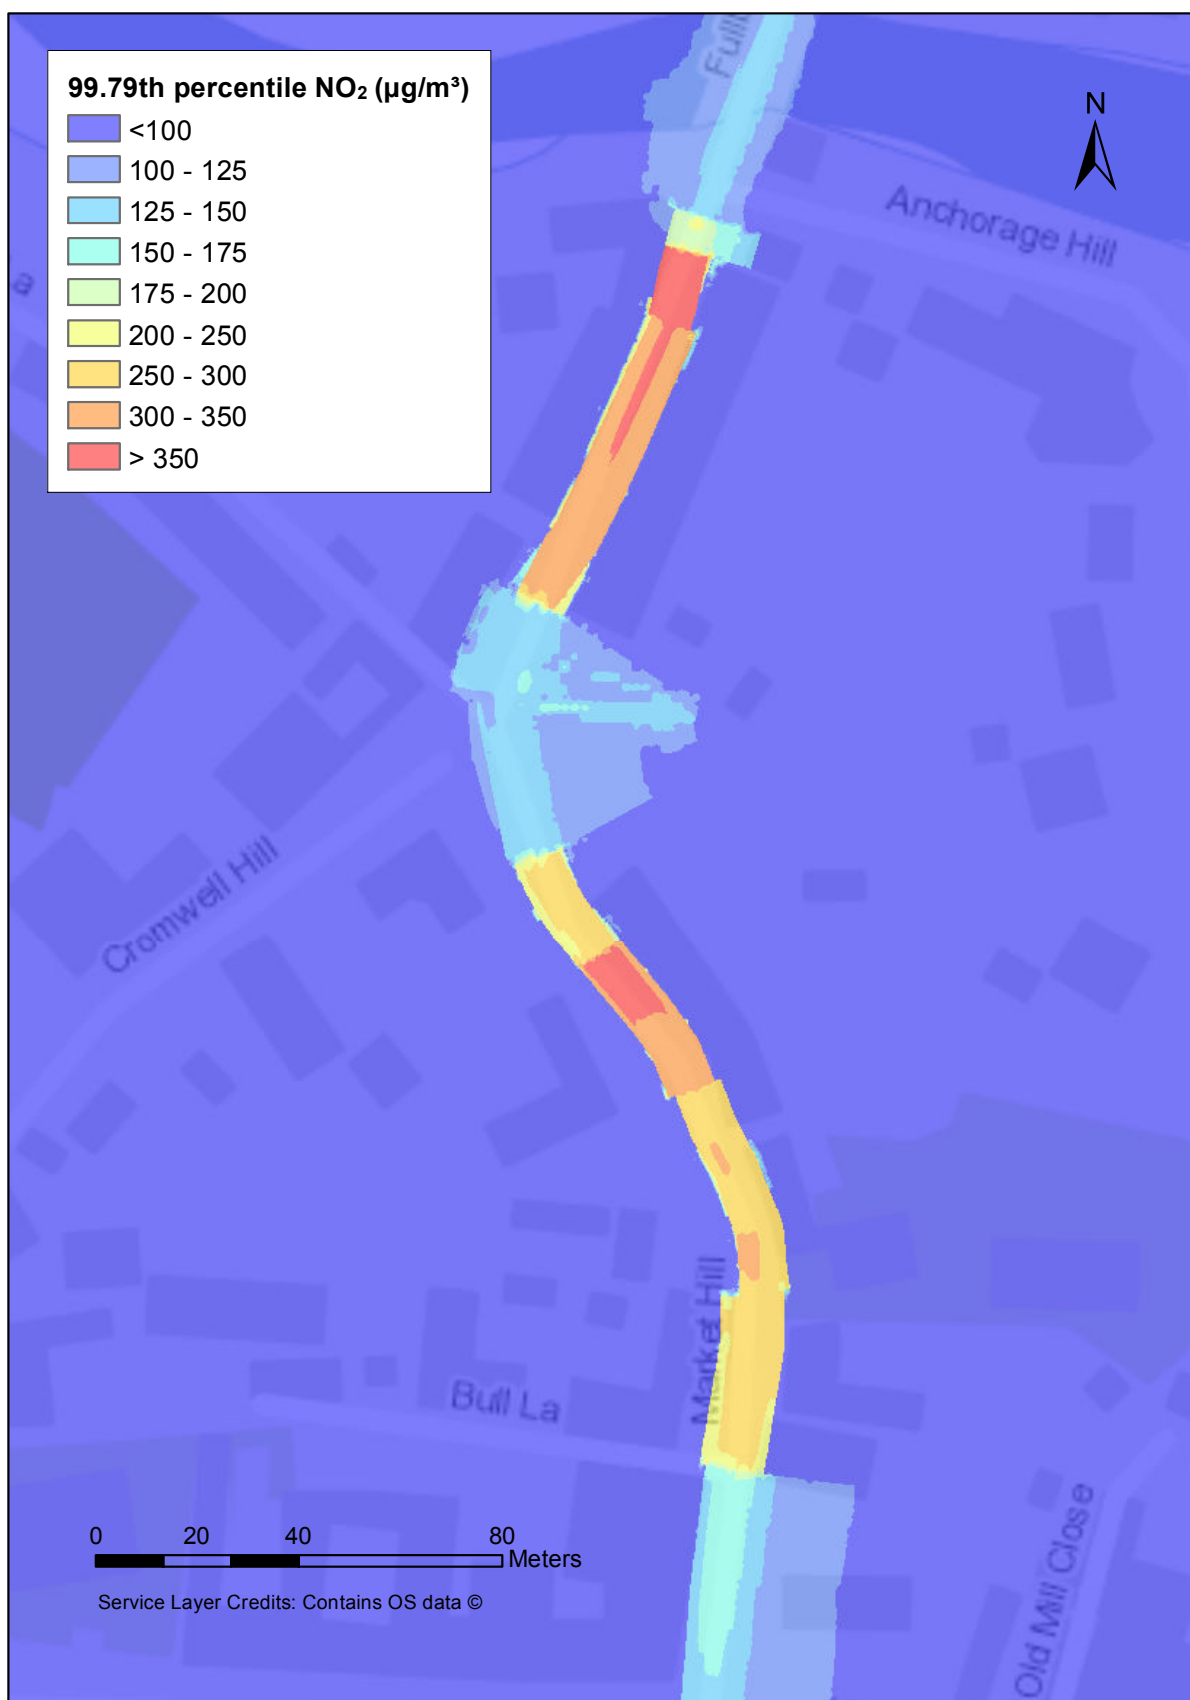 Full
99.79th percentile NO₂ (µg/m³)
<100
100 - 125
125 - 150
150 - 175
175 - 200
200 - 250
250 - 300
300 - 350
> 350
N
Anchorage Hill
a
Cromwell Hill
Market Hill
Bull La
Old Mill Close
0 20 40 80
Meters
Service Layer Credits: Contains OS data ©